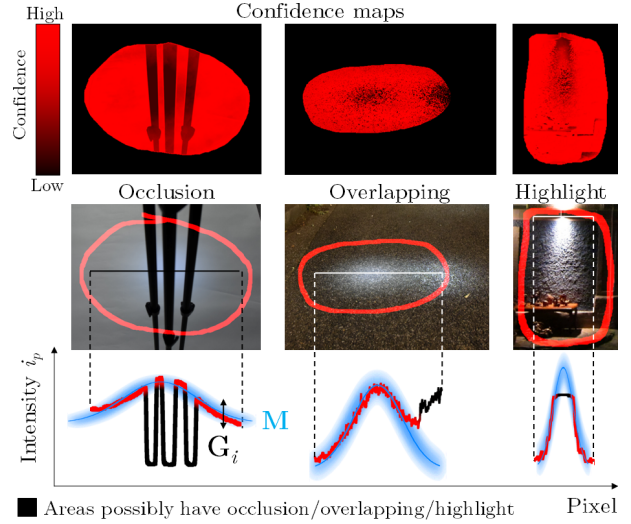 High
Confidence maps
Confidence
Low
Occlusion
Overlapping
Highlight
Intensity i_p
M
G_i
Areas possibly have occlusion/overlapping/highlight
Pixel